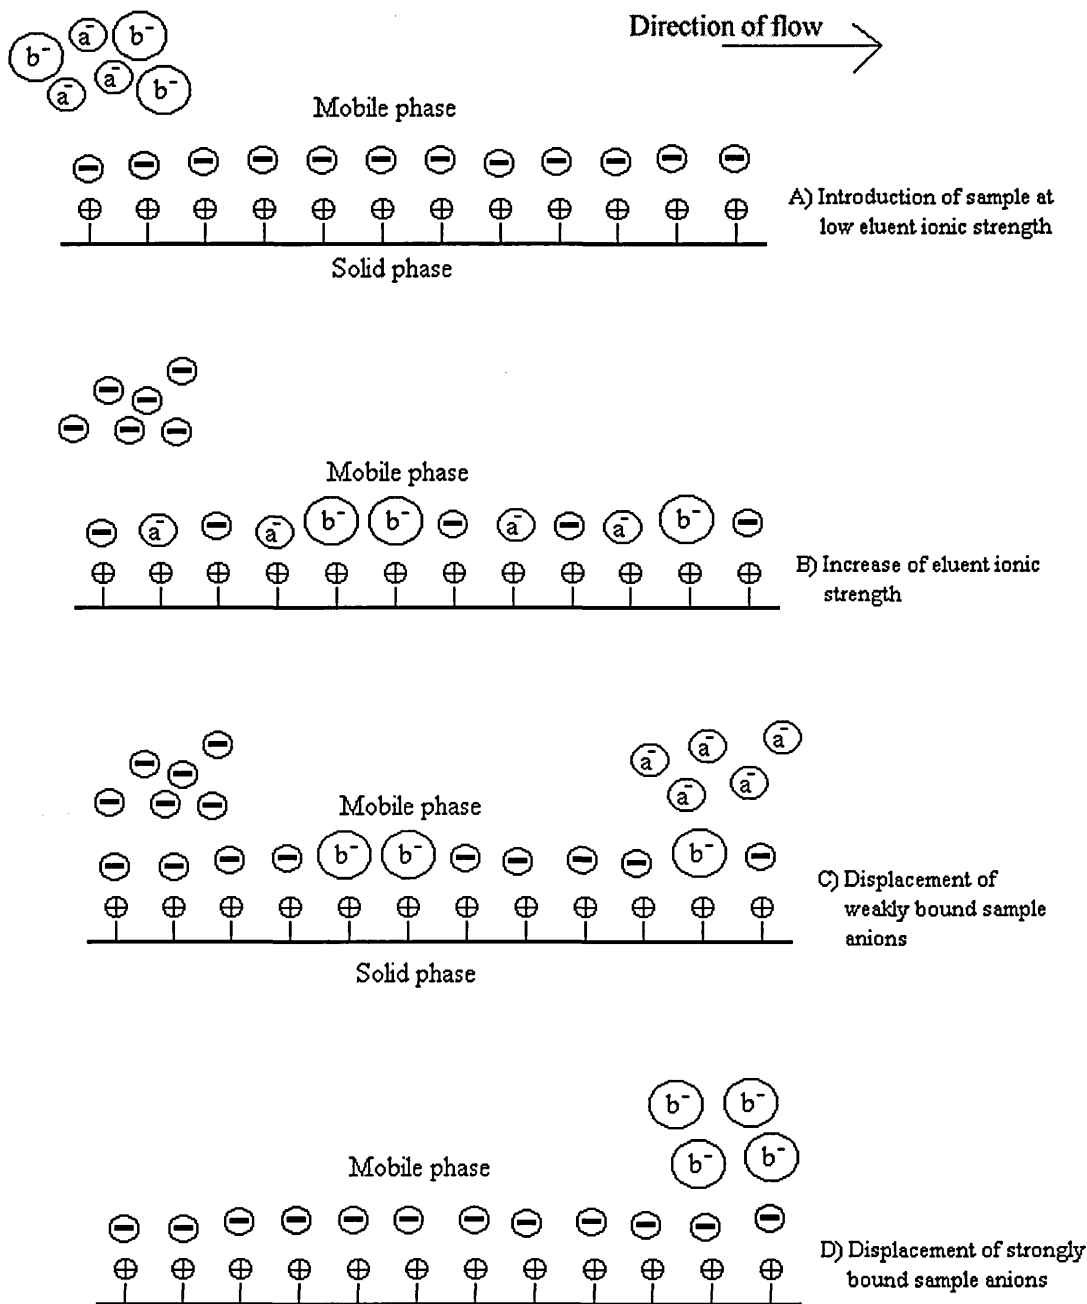 Direction of flow
b⁻ a⁻ b⁻
a⁻ a⁻ b⁻
Mobile phase
A) Introduction of sample at
low eluent ionic strength
Solid phase
Mobile phase
a⁻ a⁻ b⁻ b⁻ a⁻ a⁻ b⁻
B) Increase of eluent ionic
strength
a⁻ a⁻ a⁻
a⁻ a⁻
Mobile phase
b⁻ b⁻ b⁻
C) Displacement of
weakly bound sample
anions
Solid phase
b⁻ b⁻
b⁻ b⁻
Mobile phase
D) Displacement of strongly
bound sample anions